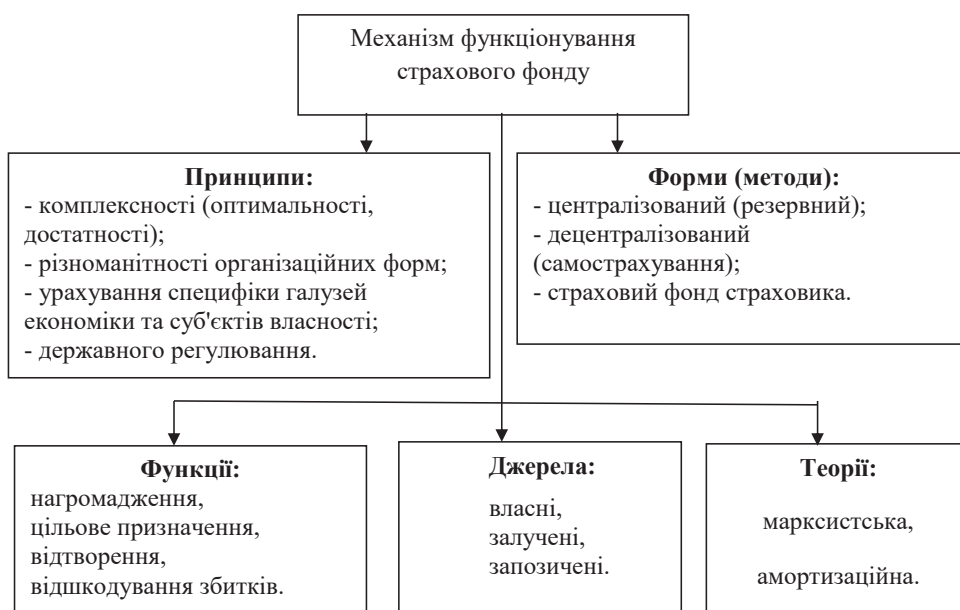 Механізм функціонування
страхового фонду
Принципи:
- комплексності (оптимальності,
достатності);
- різноманітності організаційних форм;
- урахування специфіки галузей
економіки та суб'єктів власності;
- державного регулювання.
Форми (методи):
- централізований (резервний);
- децентралізований
(самострахування);
- страховий фонд страховика.
Функції:
нагромадження,
цільове призначення,
відтворення,
відшкодування збитків.
Джерела:
власні,
залучені,
запозичені.
Теорії:
марксистська,
амортизаційна.